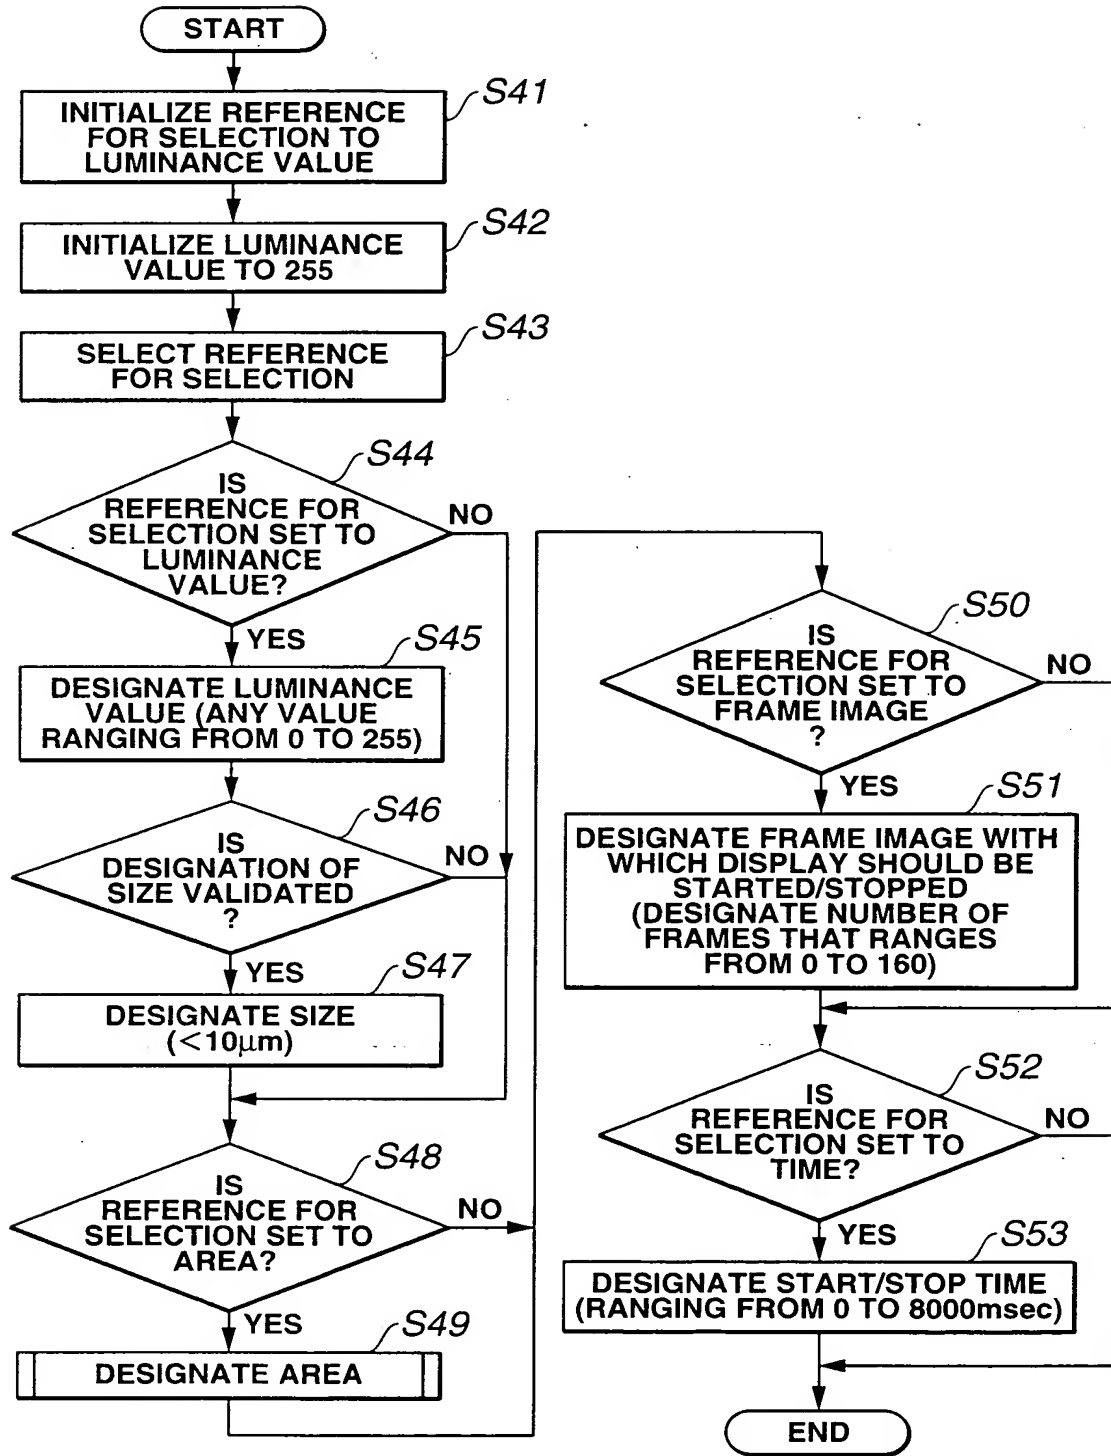 START
S41
INITIALIZE REFERENCE
FOR SELECTION TO
LUMINANCE VALUE
S42
INITIALIZE LUMINANCE
VALUE TO 255
S43
SELECT REFERENCE
FOR SELECTION
S44
IS
REFERENCE FOR
SELECTION SET TO
LUMINANCE
VALUE?
NO
YES
S45
DESIGNATE LUMINANCE
VALUE (ANY VALUE
RANGING FROM 0 TO 255)
S46
IS
DESIGNATION OF
SIZE VALIDATED
?
NO
YES
S47
DESIGNATE SIZE
(<10μm)
S48
IS
REFERENCE FOR
SELECTION SET TO
AREA?
NO
YES
S49
DESIGNATE AREA
S50
IS
REFERENCE FOR
SELECTION SET TO
FRAME IMAGE
?
NO
YES
S51
DESIGNATE FRAME IMAGE WITH
WHICH DISPLAY SHOULD BE
STARTED/STOPPED
(DESIGNATE NUMBER OF
FRAMES THAT RANGES
FROM 0 TO 160)
S52
IS
REFERENCE FOR
SELECTION SET TO
TIME?
NO
YES
S53
DESIGNATE START/STOP TIME
(RANGING FROM 0 TO 8000msec)
END